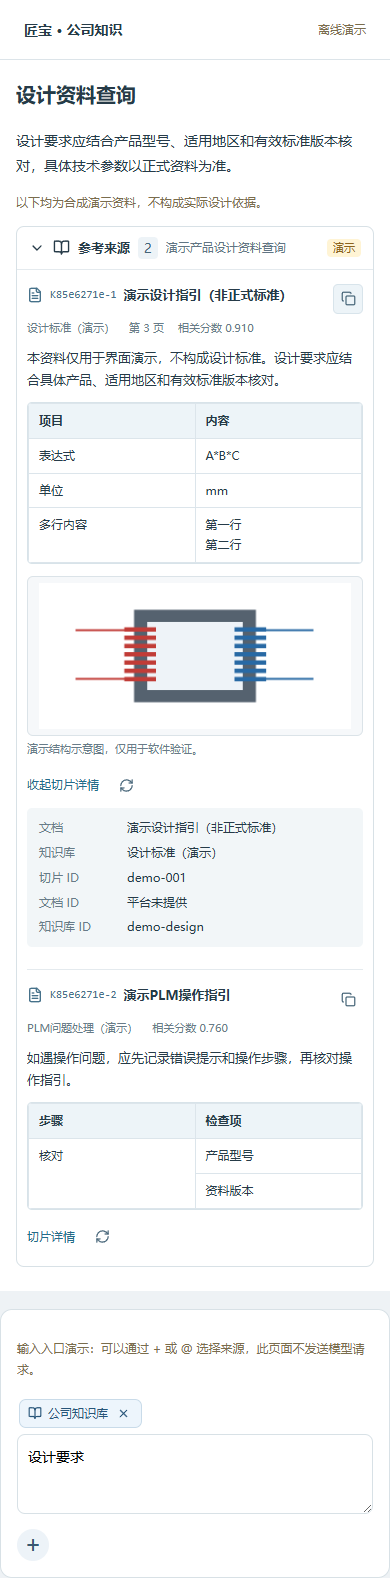 匠宝 • 公司知识
离线演示
设计资料查询
设计要求应结合产品型号、适用地区和有效标准版本核
对，具体技术参数以正式资料为准。
以下均为合成演示资料，不构成实际设计依据。
参考来源 2 演示产品设计资料查询 演示
K85e6271e-1 演示设计指引（非正式标准）
设计标准（演示） 第 3 页 相关分数 0.910
本资料仅用于界面演示，不构成设计标准。设计要求应结
合具体产品、适用地区和有效标准版本核对。
项目 内容
表达式 A*B*C
单位 mm
多行内容 第一行
第二行
演示结构示意图，仅用于软件验证。
收起切片详情
文档 演示设计指引（非正式标准）
知识库 设计标准（演示）
切片 ID demo-001
文档 ID 平台未提供
知识库 ID demo-design
K85e6271e-2 演示PLM操作指引
PLM问题处理（演示） 相关分数 0.760
如遇操作问题，应先记录错误提示和操作步骤，再核对操
作指引。
步骤 检查项
核对 产品型号
资料版本
切片详情
输入入口演示：可以通过 + 或 @ 选择来源，此页面不发送模型请
求。
公司知识库 ×
设计要求
+